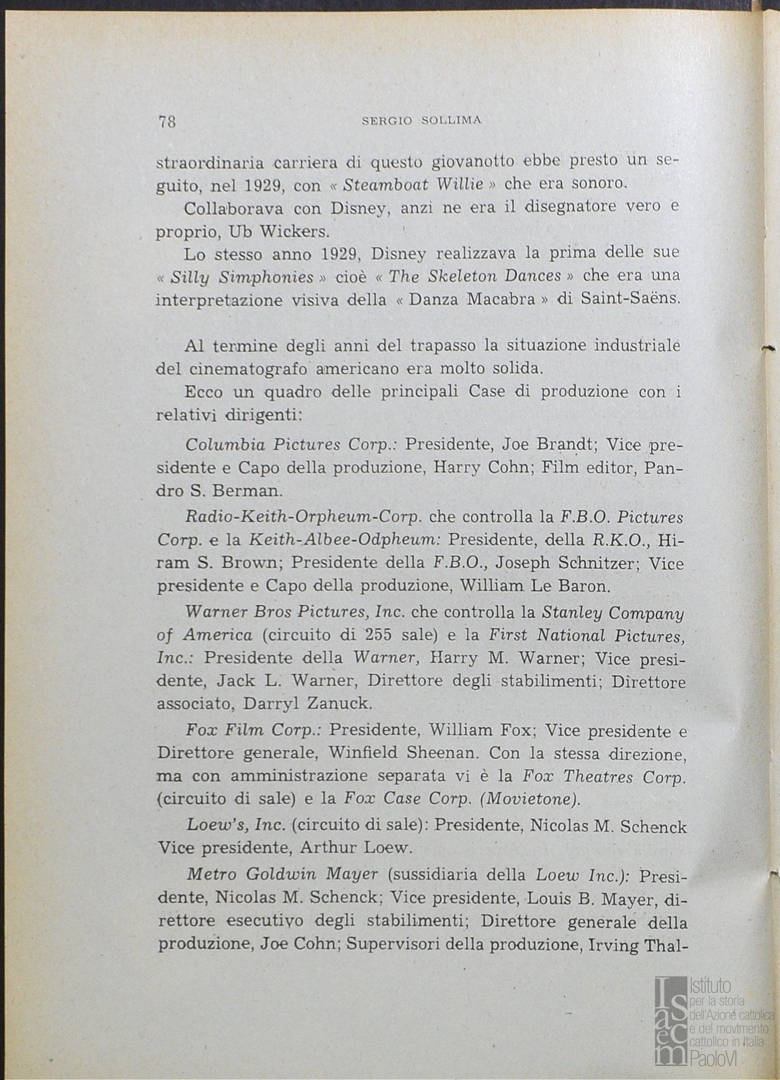 78
SERGIO SOLLIMA
straordinaria carriera di questo giovanotto ebbe presto un se-
guito, nel 1929, con « Steamboat Willie » che era sonoro.
Collaborava con Disney, anzi ne era il disegnatore vero e
proprio, Ub Wickers.
Lo stesso anno 1929, Disney realizzava la prima delle sue
« Silly Simphonies » cioè « The Skeleton Dances » che era una
interpretazione visiva della « Danza Macabra » di Saint-Saëns.
Al termine degli anni del trapasso la situazione industriale
del cinematografo americano era molto solida.
Ecco un quadro delle principali Case di produzione con i
relativi dirigenti:
Columbia Pictures Corp.: Presidente, Joe Brandt; Vice pre-
sidente e Capo della produzione, Harry Cohn; Film editor, Pan-
dro S. Berman.
Radio-Keith-Orpheum-Corp. che controlla la F.B.O. Pictures
Corp. e la Keith-Albee-Odpheum: Presidente, della R.K.O., Hi-
ram S. Brown; Presidente della F.B.O., Joseph Schnitzer; Vice
presidente e Capo della produzione, William Le Baron.
Warner Bros Pictures, Inc. che controlla la Stanley Company
of America (circuito di 255 sale) e la First National Pictures,
Inc.: Presidente della Warner, Harry M. Warner; Vice presi-
dente, Jack L. Warner, Direttore degli stabilimenti; Direttore
associato, Darryl Zanuck.
Fox Film Corp.: Presidente, William Fox; Vice presidente e
Direttore generale, Winfield Sheenan. Con la stessa direzione,
ma con amministrazione separata vi è la Fox Theatres Corp.
(circuito di sale) e la Fox Case Corp. (Movietone).
Loew's, Inc. (circuito di sale): Presidente, Nicolas M. Schenck
Vice presidente, Arthur Loew.
Metro Goldwin Mayer (sussidiaria della Loew Inc.): Presi-
dente, Nicolas M. Schenck; Vice presidente, Louis B. Mayer, di-
rettore esecutivo degli stabilimenti; Direttore generale della
produzione, Joe Cohn; Supervisori della produzione, Irving Thal-
Isacem
Istituto
per la storia
dell'Azione cattolica
e del movimento
cattolico in Italia
PaoloVI